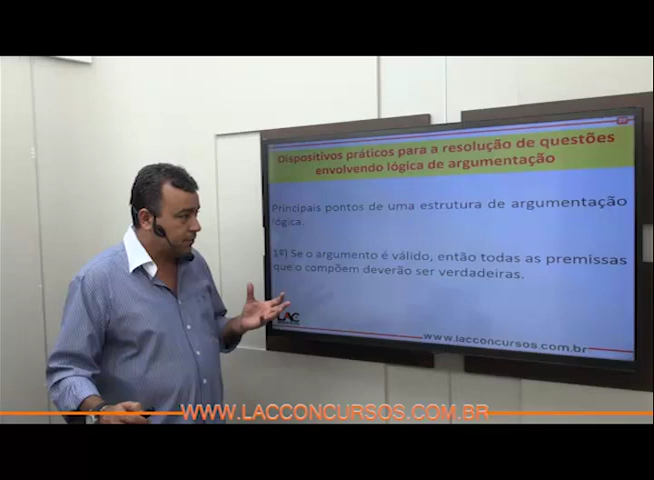 Dispositivos práticos para a resolução de questões
envolvendo lógica de argumentação
Principais pontos de uma estrutura de argumentação
lógica.
1º) Se o argumento é válido, então todas as premissas
que o compõem deverão ser verdadeiras.
LAC
www.lacconcursos.com.br
WWW.LACCONCURSOS.COM.BR